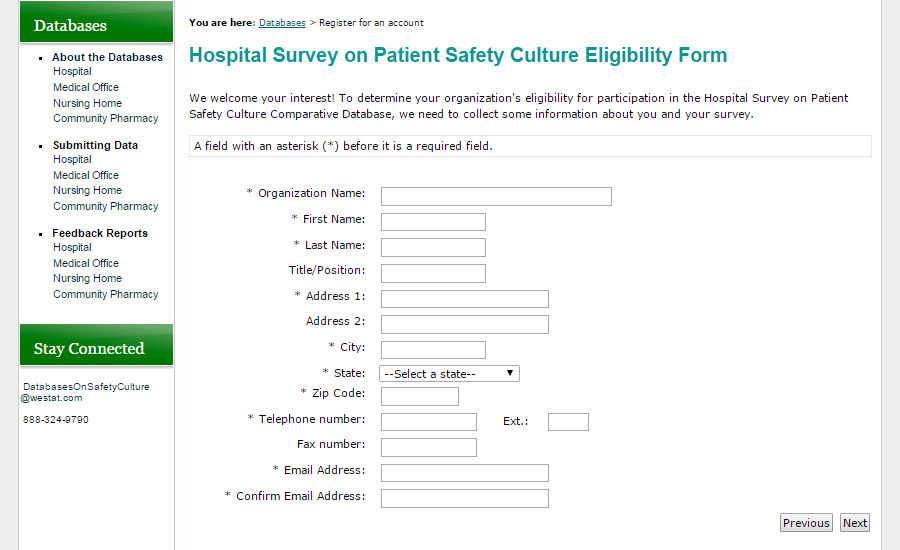 Databases
About the Databases
Hospital
Medical Office
Nursing Home
Community Pharmacy
Submitting Data
Hospital
Medical Office
Nursing Home
Community Pharmacy
Feedback Reports
Hospital
Medical Office
Nursing Home
Community Pharmacy
Stay Connected
DatabasesOnSafetyCulture
@westat.com
888-324-9790
You are here: Databases > Register for an account
Hospital Survey on Patient Safety Culture Eligibility Form
We welcome your interest! To determine your organization's eligibility for participation in the Hospital Survey on Patient
Safety Culture Comparative Database, we need to collect some information about you and your survey.
A field with an asterisk (*) before it is a required field.
* Organization Name:
* First Name:
* Last Name:
Title/Position:
* Address 1:
Address 2:
* City:
* State: --Select a state--
* Zip Code:
* Telephone number: Ext.:
Fax number:
* Email Address:
* Confirm Email Address:
Previous Next